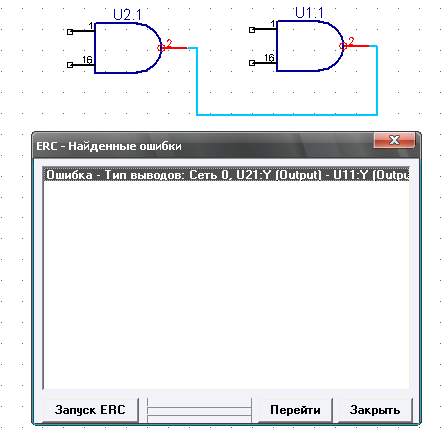 U2.1 U1.1
1 2 1 2
16 16
ERC - Найденные ошибки
Ошибка - Тип выводов: Сеть 0, U21:Y (Output) - U11:Y (Outpu
Запуск ERC Перейти Закрыть